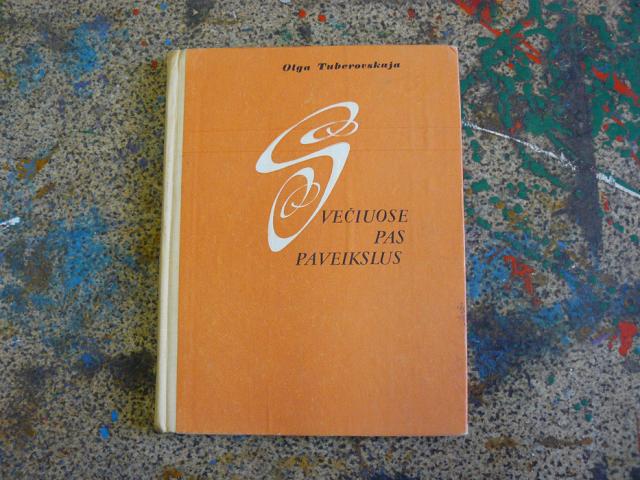 Olga Tuberovskaja
SVEČIUOSE
PAS
PAVEIKSLUS